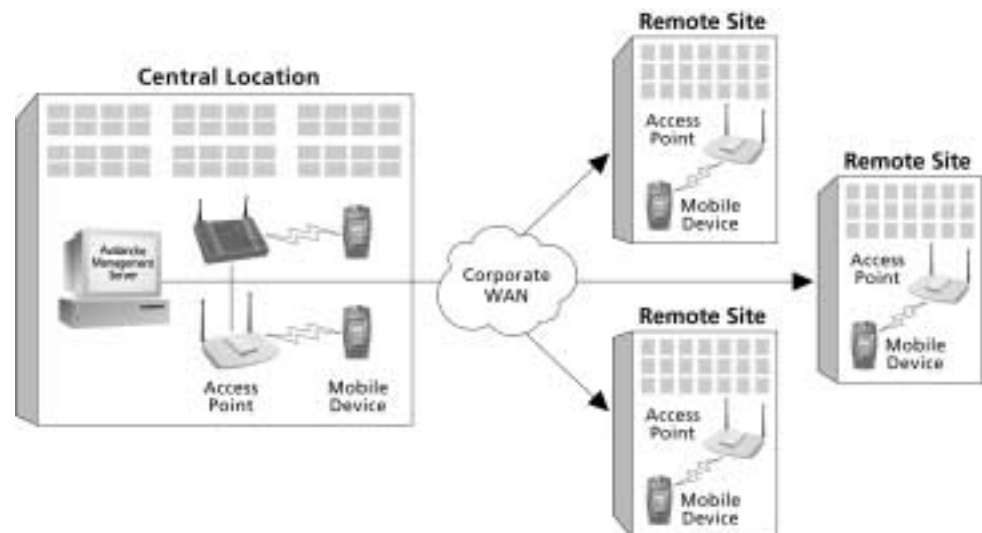 Central Location
Avalanche
Management
Server
Access
Point
Mobile
Device
Corporate
WAN
Remote Site
Access
Point
Mobile
Device
Remote Site
Access
Point
Mobile
Device
Remote Site
Access
Point
Mobile
Device